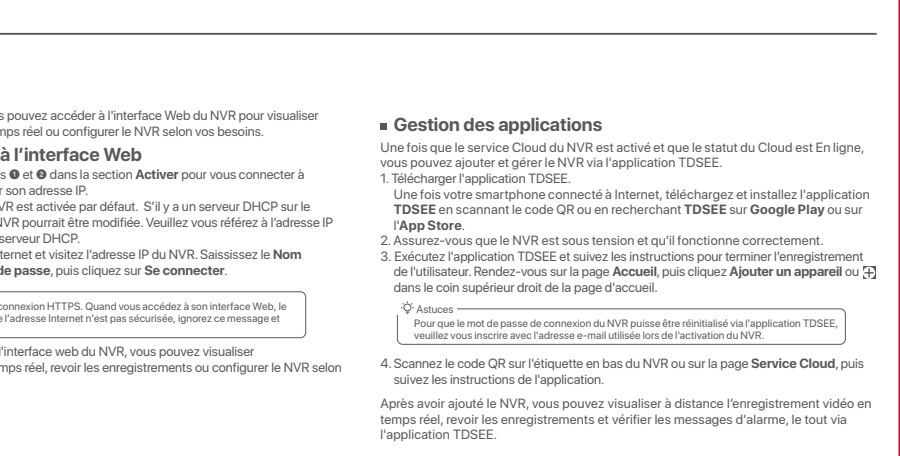 s pouvez accéder à l'interface Web du NVR pour visualiser
mps réel ou configurer le NVR selon vos besoins.
à l'interface Web
s ❶ et ❷ dans la section Activer pour vous connecter à
r son adresse IP.
VR est activée par défaut. S'il y a un serveur DHCP sur le
NVR pourrait être modifiée. Veuillez vous référez à l'adresse IP
serveur DHCP.
ternet et visitez l'adresse IP du NVR. Saississez le Nom
de passe, puis cliquez sur Se connecter.
connexion HTTPS. Quand vous accédez à son interface Web, le
e l'adresse Internet n'est pas sécurisée, ignorez ce message et
l'interface web du NVR, vous pouvez visualiser
mps réel, revoir les enregistrements ou configurer le NVR selon
Gestion des applications
Une fois que le service Cloud du NVR est activé et que le statut du Cloud est En ligne,
vous pouvez ajouter et gérer le NVR via l'application TDSEE.
1. Télécharger l'application TDSEE.
Une fois votre smartphone connecté à Internet, téléchargez et installez l'application
TDSEE en scannant le code QR ou en recherchant TDSEE sur Google Play ou sur
l'App Store.
2. Assurez-vous que le NVR est sous tension et qu'il fonctionne correctement.
3. Exécutez l'application TDSEE et suivez les instructions pour terminer l'enregistrement
de l'utilisateur. Rendez-vous sur la page Accueil, puis cliquez Ajouter un appareil ou
dans le coin supérieur droit de la page d'accueil.
Astuces
Pour que le mot de passe de connexion du NVR puisse être réinitialisé via l'application TDSEE,
veuillez vous inscrire avec l'adresse e-mail utilisée lors de l'activation du NVR.
4. Scannez le code QR sur l'étiquette en bas du NVR ou sur la page Service Cloud, puis
suivez les instructions de l'application.
Après avoir ajouté le NVR, vous pouvez visualiser à distance l'enregistrement vidéo en
temps réel, revoir les enregistrements et vérifier les messages d'alarme, le tout via
l'application TDSEE.